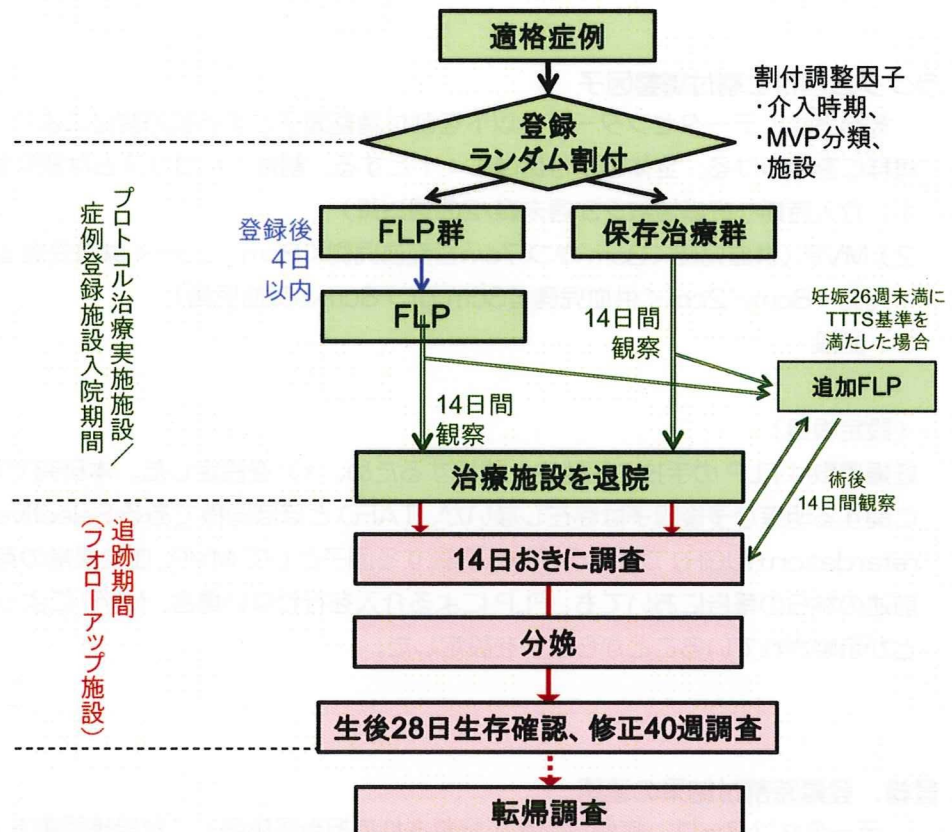 適格症例
割付調整因子
・介入時期、
・MVP分類、
・施設
登録
ランダム割付
プロトコル治療実施施設／
症例登録施設入院期間
登録後
4日
以内
FLP群
保存治療群
FLP
14日間
観察
妊娠26週未満に
TTTS基準を
満たした場合
追加FLP
14日間
観察
治療施設を退院
術後
14日間観察
追跡期間
（フォローアップ施設）
14日おきに調査
分娩
生後28日生存確認、修正40週調査
転帰調査